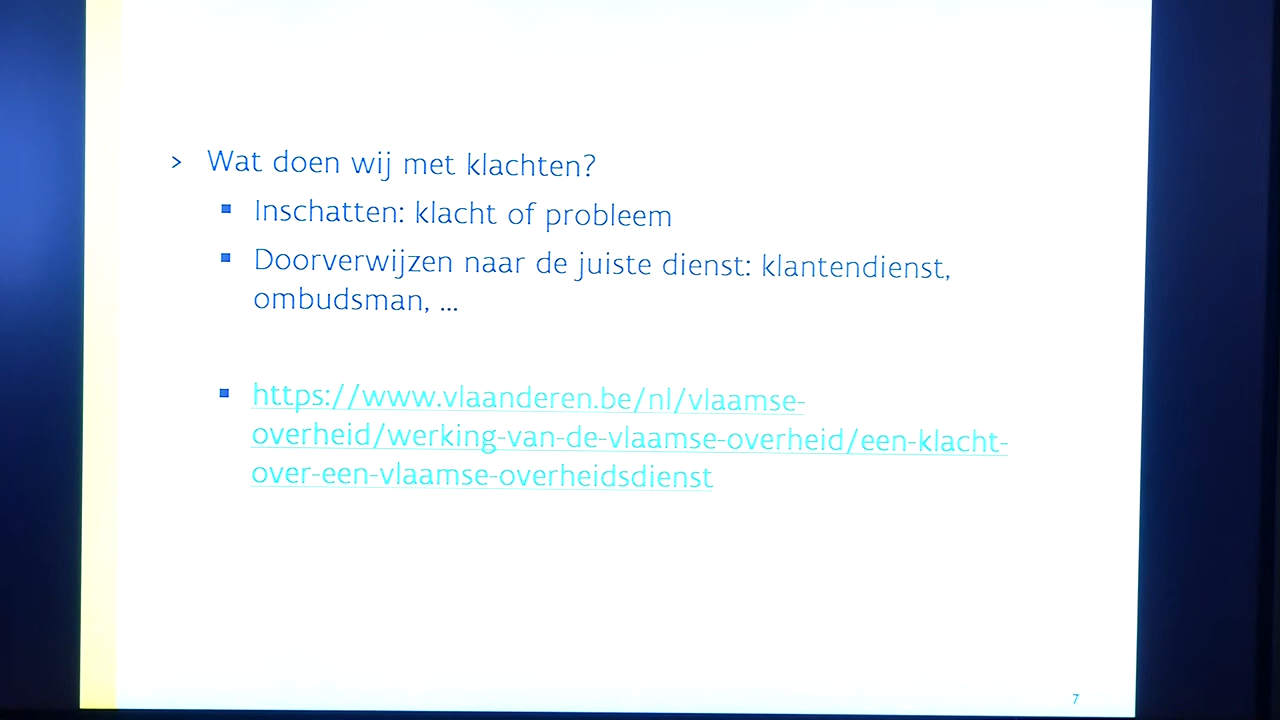 > Wat doen wij met klachten?
▪ Inschatten: klacht of probleem
▪ Doorverwijzen naar de juiste dienst: klantendienst,
ombudsman, ...
▪ https://www.vlaanderen.be/nl/vlaamse-
overheid/werking-van-de-vlaamse-overheid/een-klacht-
over-een-vlaamse-overheidsdienst
7